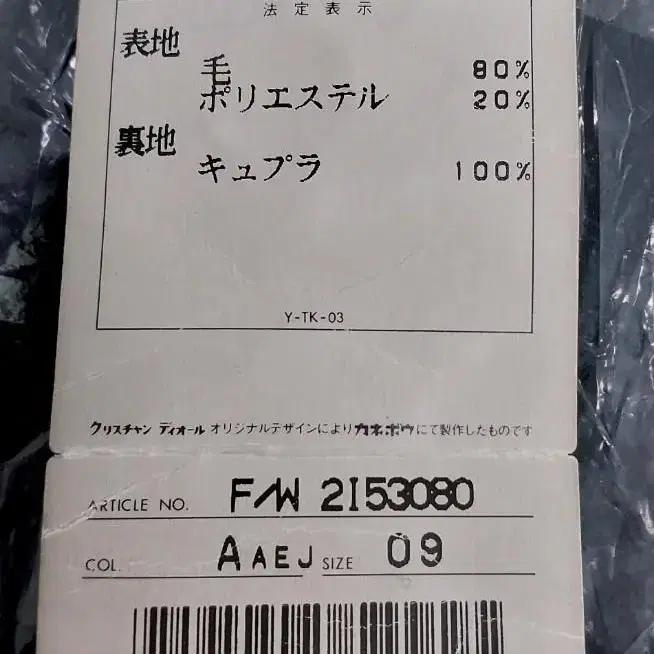 法定表示
表地
毛 80%
ポリエステル 20%
裏地
キュプラ 100%
Y-TK-03
クリスチャン ディオール オリジナルデザインにより カネボウにて製作したものです
ARTICLE NO. F/W 2153080
COL. AAEJ SIZE 09